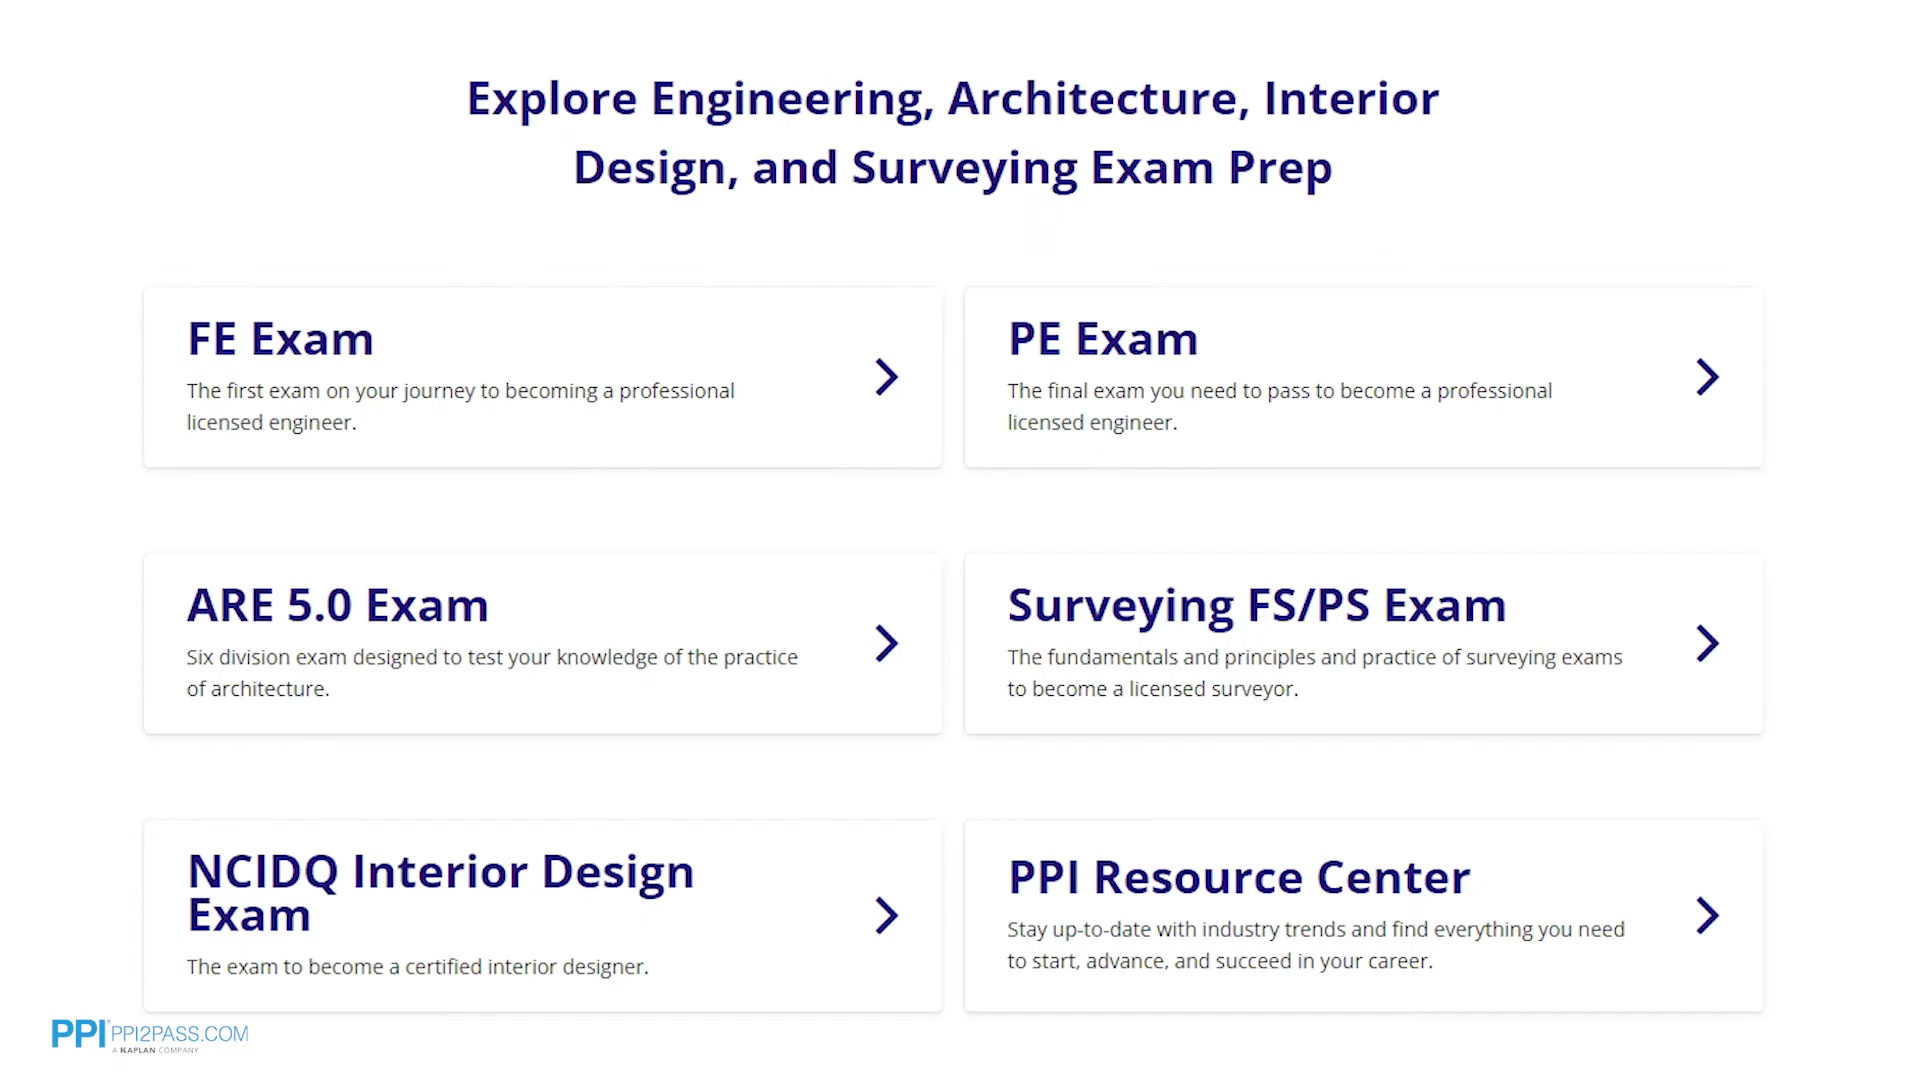 Explore Engineering, Architecture, Interior
Design, and Surveying Exam Prep
FE Exam
The first exam on your journey to becoming a professional
licensed engineer.
PE Exam
The final exam you need to pass to become a professional
licensed engineer.
ARE 5.0 Exam
Six division exam designed to test your knowledge of the practice
of architecture.
Surveying FS/PS Exam
The fundamentals and principles and practice of surveying exams
to become a licensed surveyor.
NCIDQ Interior Design
Exam
The exam to become a certified interior designer.
PPI Resource Center
Stay up-to-date with industry trends and find everything you need
to start, advance, and succeed in your career.
PPI® PPI2PASS.COM
A KAPLAN COMPANY